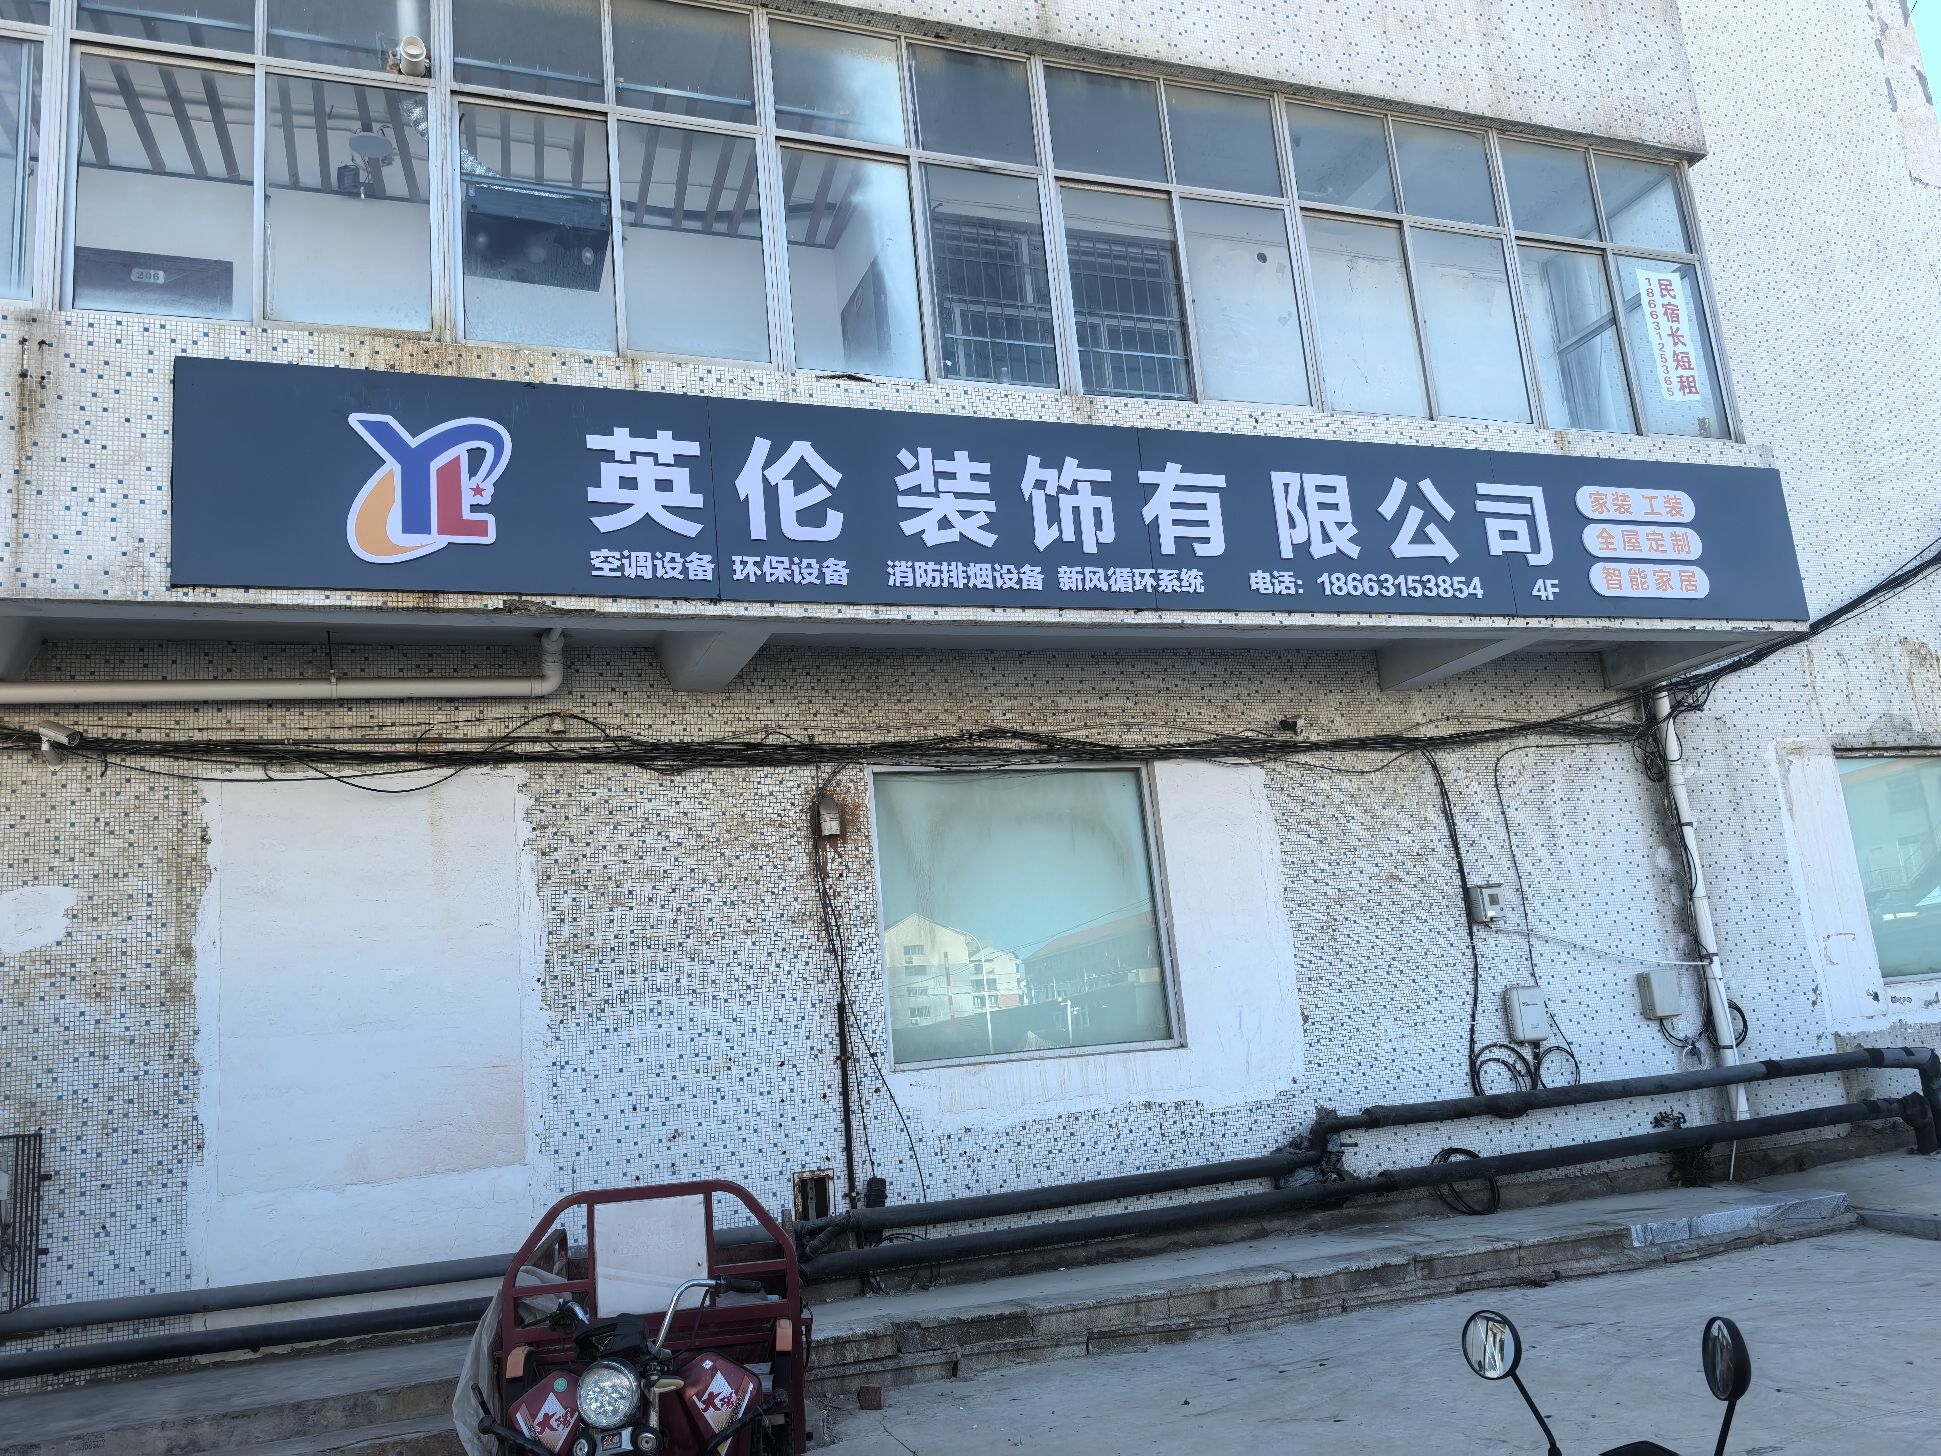 206
民宿长短租
18663125365
YL
英伦装饰有限公司
家装 工装
全屋定制
智能家居
空调设备 环保设备 消防排烟设备 新风循环系统 电话：18663153854 4F